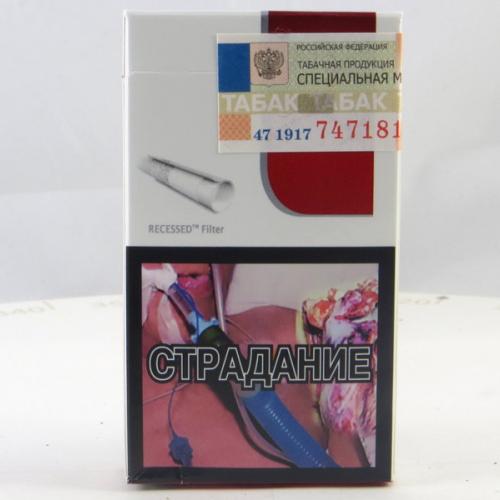 РОССИЙСКАЯ ФЕДЕРАЦИЯ
ТАБАЧНАЯ ПРОДУКЦИЯ
СПЕЦИАЛЬНАЯ М
ТАБАК ТАБАК
47 1917 747181
RECESSED™ Filter
СТРАДАНИЕ